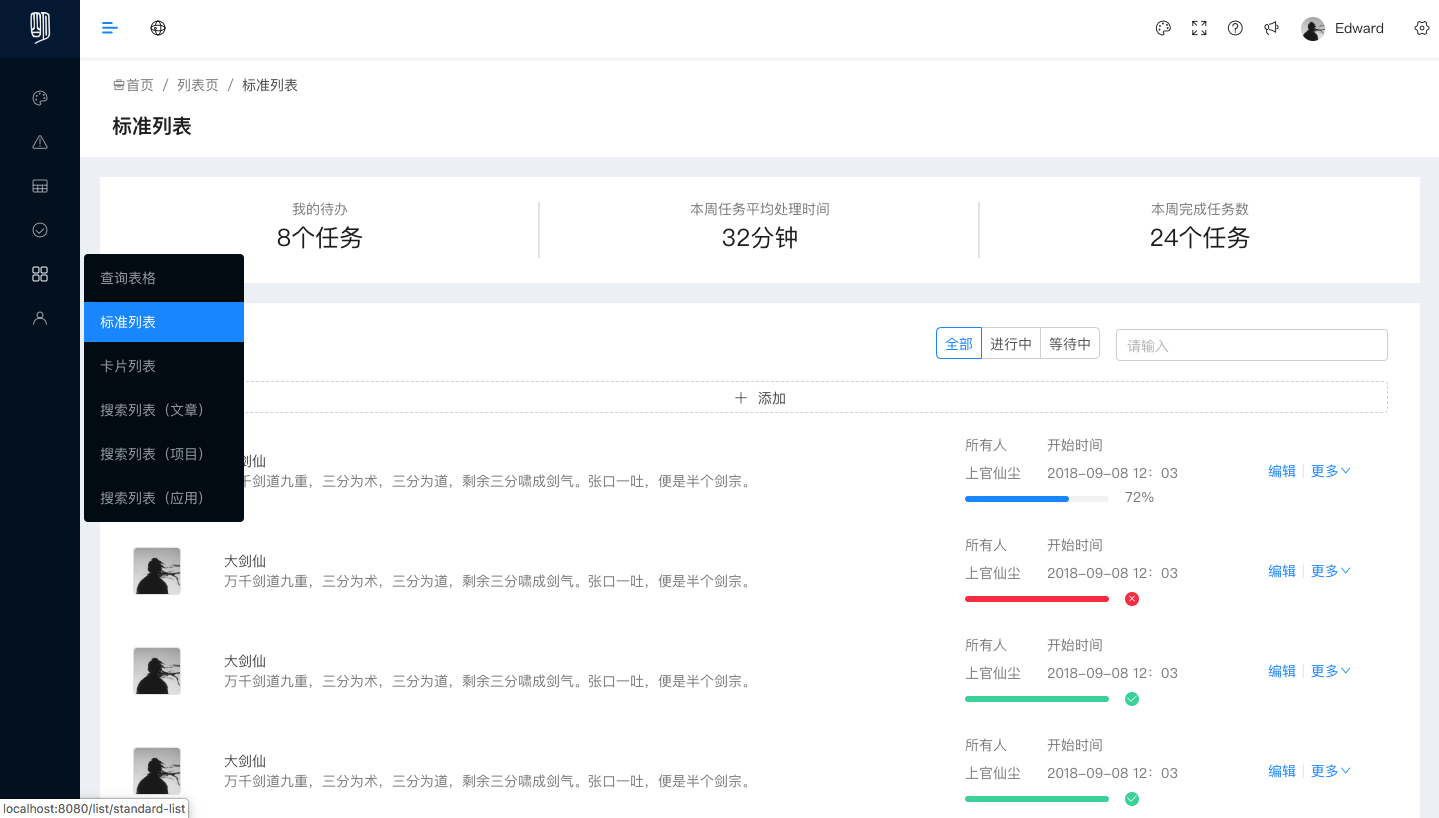 Edward
首页 / 列表页 / 标准列表
标准列表
我的待办
8个任务
本周任务平均处理时间
32分钟
本周完成任务数
24个任务
查询表格
标准列表
卡片列表
搜索列表（文章）
搜索列表（项目）
搜索列表（应用）
全部 进行中 等待中 请输入
添加
剑仙
千剑道九重，三分为术，三分为道，剩余三分啸成剑气。张口一吐，便是半个剑宗。
所有人 开始时间
上官仙尘 2018-09-08 12：03
72%
编辑 更多
大剑仙
万千剑道九重，三分为术，三分为道，剩余三分啸成剑气。张口一吐，便是半个剑宗。
所有人 开始时间
上官仙尘 2018-09-08 12：03
编辑 更多
大剑仙
万千剑道九重，三分为术，三分为道，剩余三分啸成剑气。张口一吐，便是半个剑宗。
所有人 开始时间
上官仙尘 2018-09-08 12：03
编辑 更多
大剑仙
万千剑道九重，三分为术，三分为道，剩余三分啸成剑气。张口一吐，便是半个剑宗。
所有人 开始时间
上官仙尘 2018-09-08 12：03
编辑 更多
localhost:8080/list/standard-list